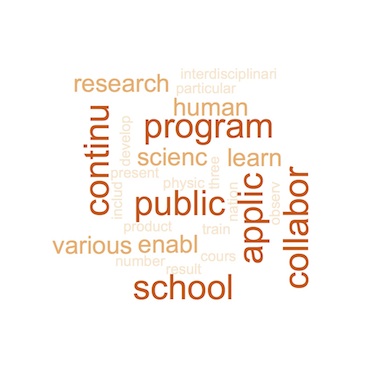 interdisciplinari
research
particular
human
continu
program
develop
scienc
learn
present
physic
three
includ
nation
observ
public
applic
collabor
product
train
various
enabl
cours
number
result
school